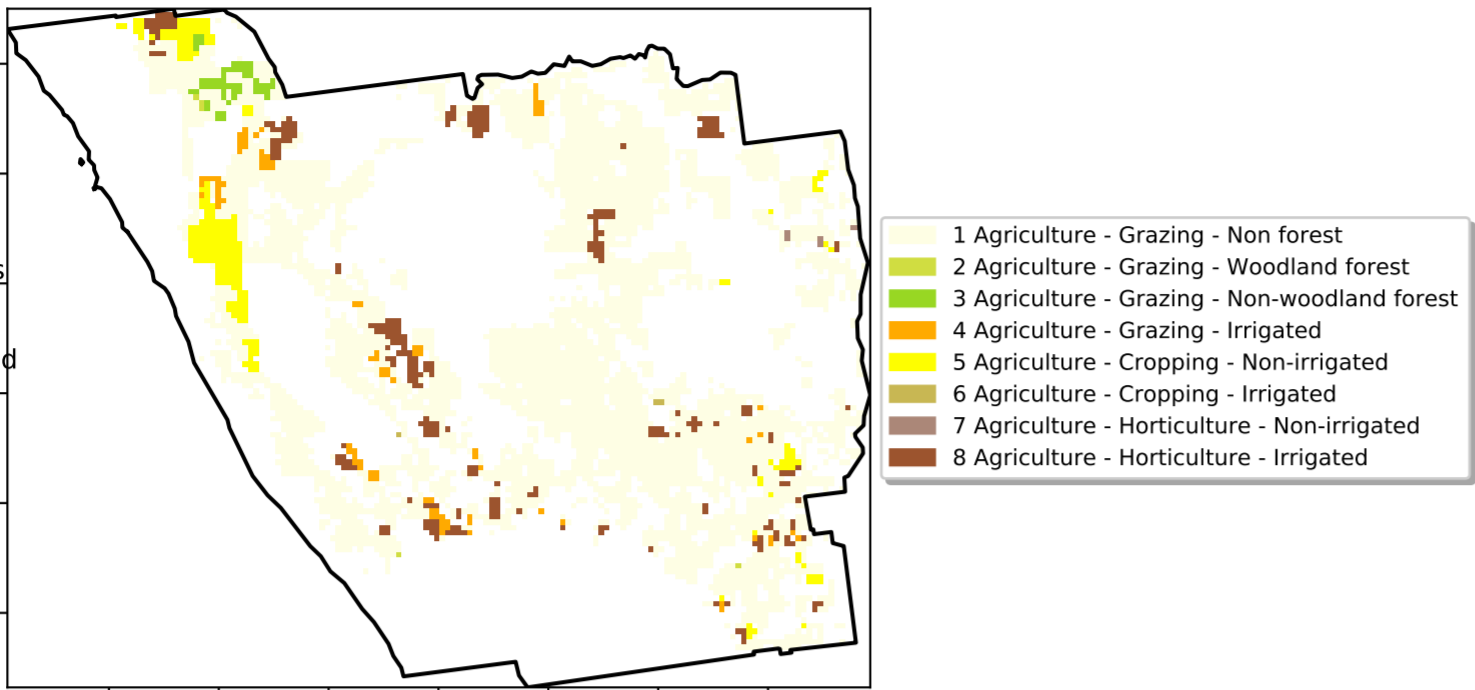 s
d
1 Agriculture - Grazing - Non forest
2 Agriculture - Grazing - Woodland forest
3 Agriculture - Grazing - Non-woodland forest
4 Agriculture - Grazing - Irrigated
5 Agriculture - Cropping - Non-irrigated
6 Agriculture - Cropping - Irrigated
7 Agriculture - Horticulture - Non-irrigated
8 Agriculture - Horticulture - Irrigated